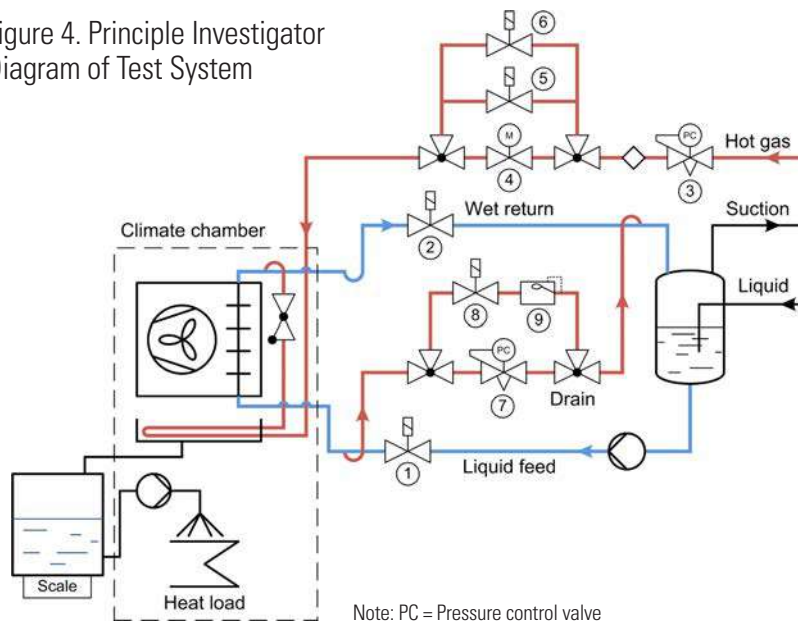 igure 4. Principle Investigator
Diagram of Test System
6
5
M
4
PC
3
Hot gas
Suction
Liquid
Climate chamber
Wet return
2
8
9
PC
7
Drain
1
Liquid feed
Scale
Heat load
Note: PC = Pressure control valve